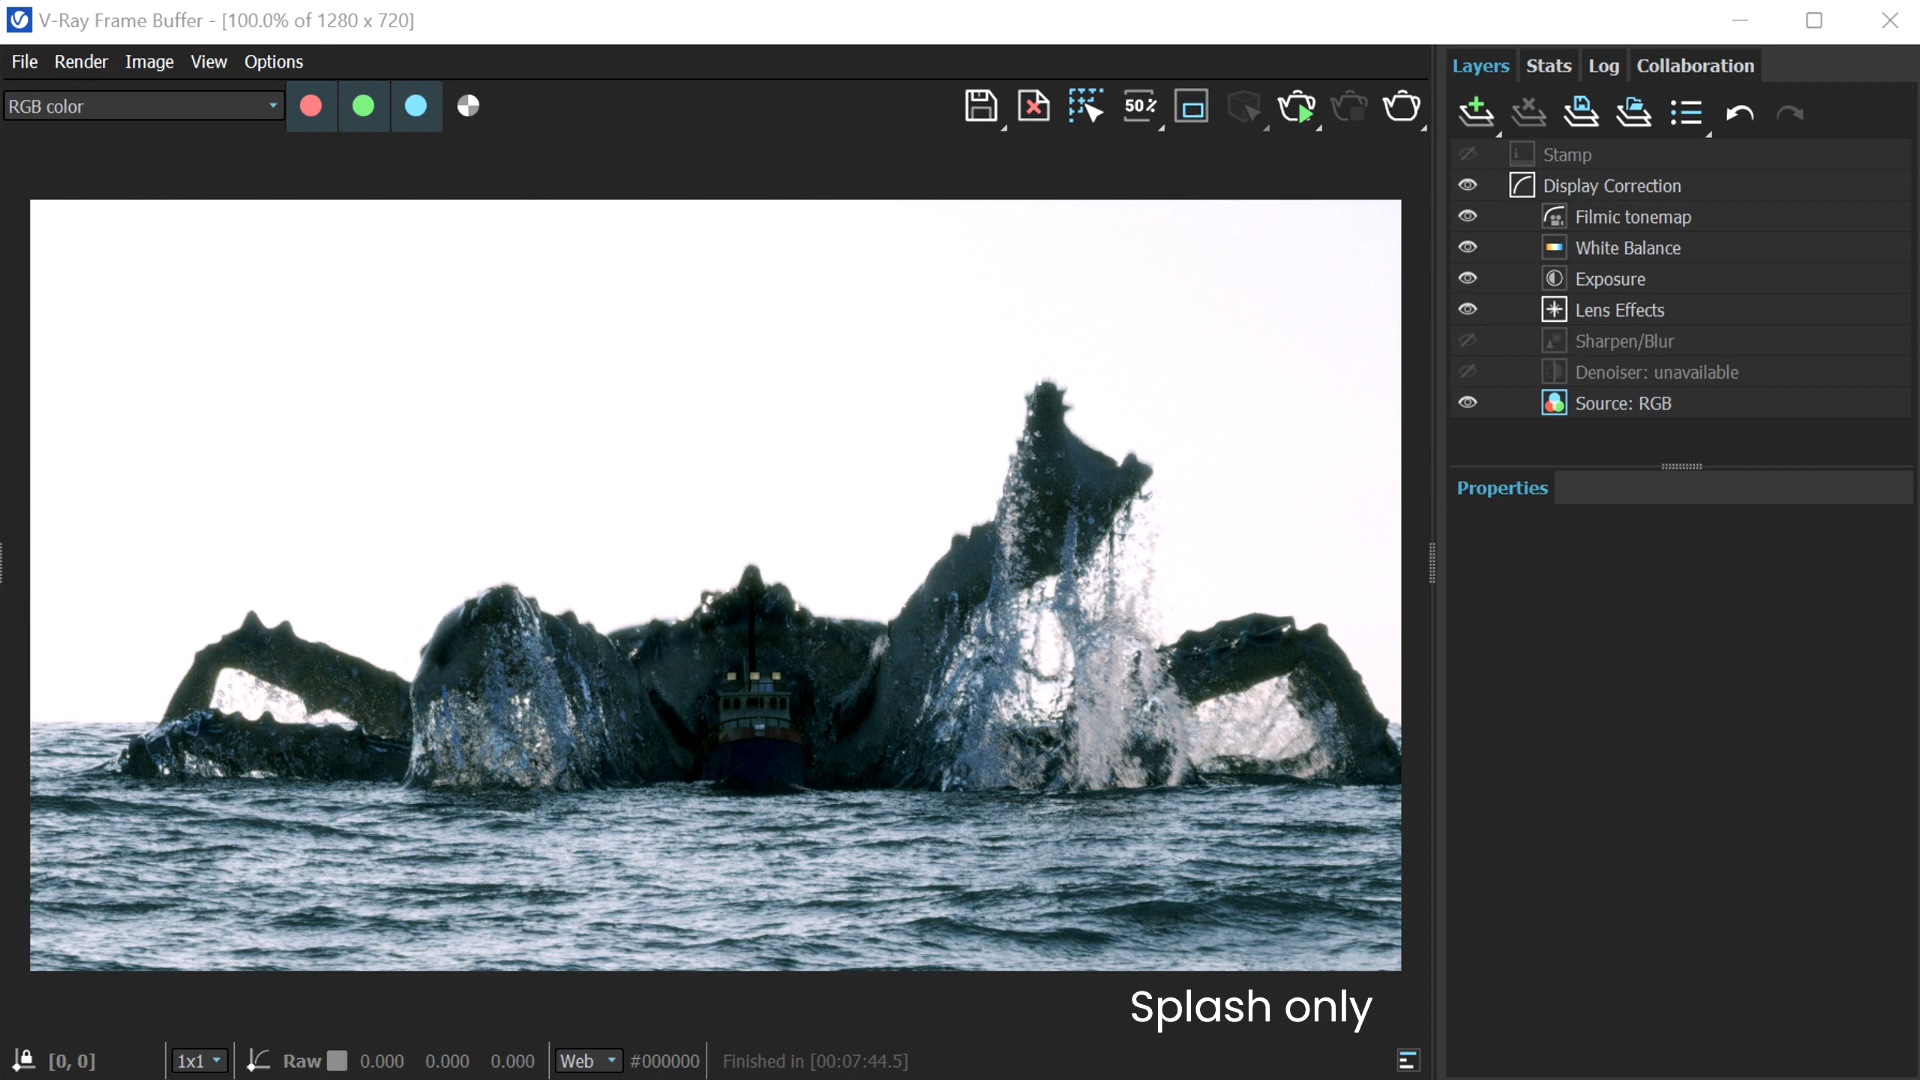 V-Ray Frame Buffer - [100.0% of 1280 x 720]
File Render Image View Options
RGB color
50%
Layers Stats Log Collaboration
Stamp
Display Correction
Filmic tonemap
White Balance
Exposure
Lens Effects
Sharpen/Blur
Denoiser: unavailable
Source: RGB
Properties
Splash only
[0, 0] 1x1 Raw 0.000 0.000 0.000 Web #000000 Finished in [00:07:44.5]